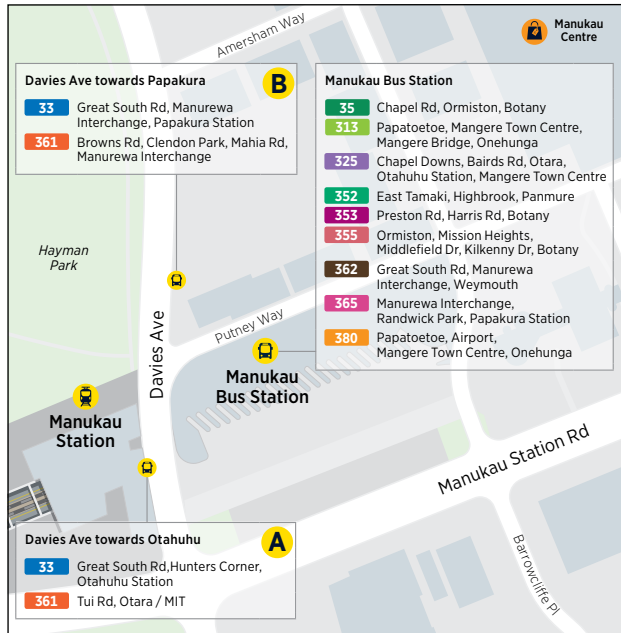 Amersham Way
Manukau
Centre
Davies Ave towards Papakura
B
33 Great South Rd, Manurewa
Interchange, Papakura Station
361 Browns Rd, Clendon Park, Mahia Rd,
Manurewa Interchange
Manukau Bus Station
35 Chapel Rd, Ormiston, Botany
313 Papatoetoe, Mangere Town Centre,
Mangere Bridge, Onehunga
325 Chapel Downs, Bairds Rd, Otara,
Otahuhu Station, Mangere Town Centre
352 East Tamaki, Highbrook, Panmure
353 Preston Rd, Harris Rd, Botany
355 Ormiston, Mission Heights,
Middlefield Dr, Kilkenny Dr, Botany
362 Great South Rd, Manurewa
Interchange, Weymouth
365 Manurewa Interchange,
Randwick Park, Papakura Station
380 Papatoetoe, Airport,
Mangere Town Centre, Onehunga
Hayman
Park
Davies Ave
Putney Way
Manukau
Bus Station
Manukau
Station
Manukau Station Rd
Barrowcliffe Pl
Davies Ave towards Otahuhu
A
33 Great South Rd,Hunters Corner,
Otahuhu Station
361 Tui Rd, Otara / MIT